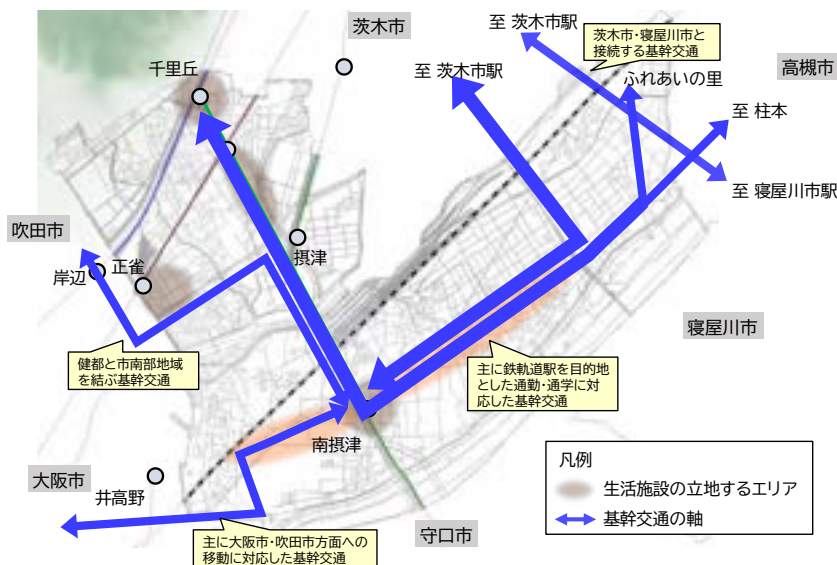 茨木市
至 茨木市駅
茨木市・寝屋川市と
接続する基幹交通
千里丘
至 茨木市駅
ふれあいの里
高槻市
至 柱本
至 寝屋川市駅
吹田市
正雀
岸辺
摂津
寝屋川市
健都と市南部地域
を結ぶ基幹交通
主に鉄軌道駅を目的地
とした通勤・通学に対
応した基幹交通
南摂津
大阪市
井高野
凡例
生活施設の立地するエリア
基幹交通の軸
守口市
主に大阪市・吹田市方面への
移動に対応した基幹交通